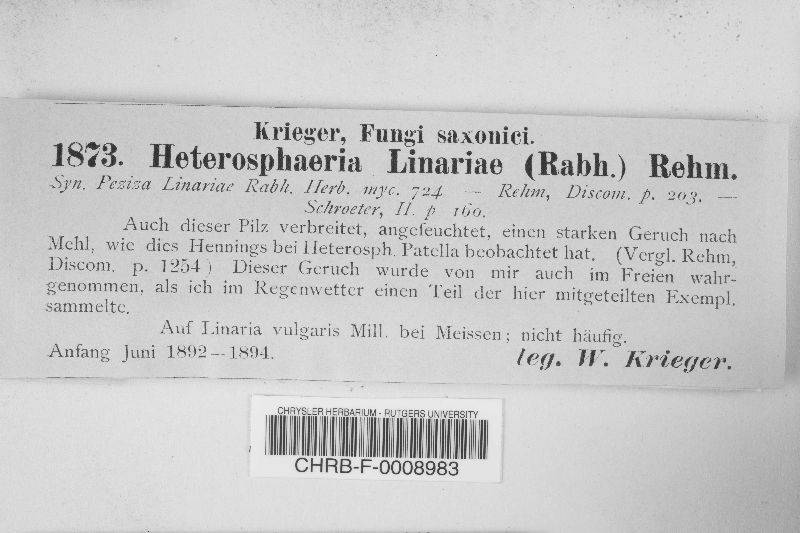 Krieger, Fungi saxonici.
1873. Heterosphaeria Linariae (Rabh.) Rehm.
Syn. Peziza Linariae Rabh. Herb. myc. 724 — Rehm, Discom. p. 203. —
Schroeter, II. p 160.
Auch dieser Pilz verbreitet, angefeuchtet, einen starken Geruch nach
Mehl, wie dies Hennings bei Heterosph. Patella beobachtet hat. (Vergl. Rehm,
Discom. p. 1254) Dieser Geruch wurde von mir auch im Freien wahr-
genommen, als ich im Regenwetter einen Teil der hier mitgeteilten Exempl.
sammelte.
Auf Linaria vulgaris Mill. bei Meissen; nicht häufig.
Anfang Juni 1892—1894. leg. W. Krieger.
CHRYSLER HERBARIUM - RUTGERS UNIVERSITY
CHRB-F-0008983